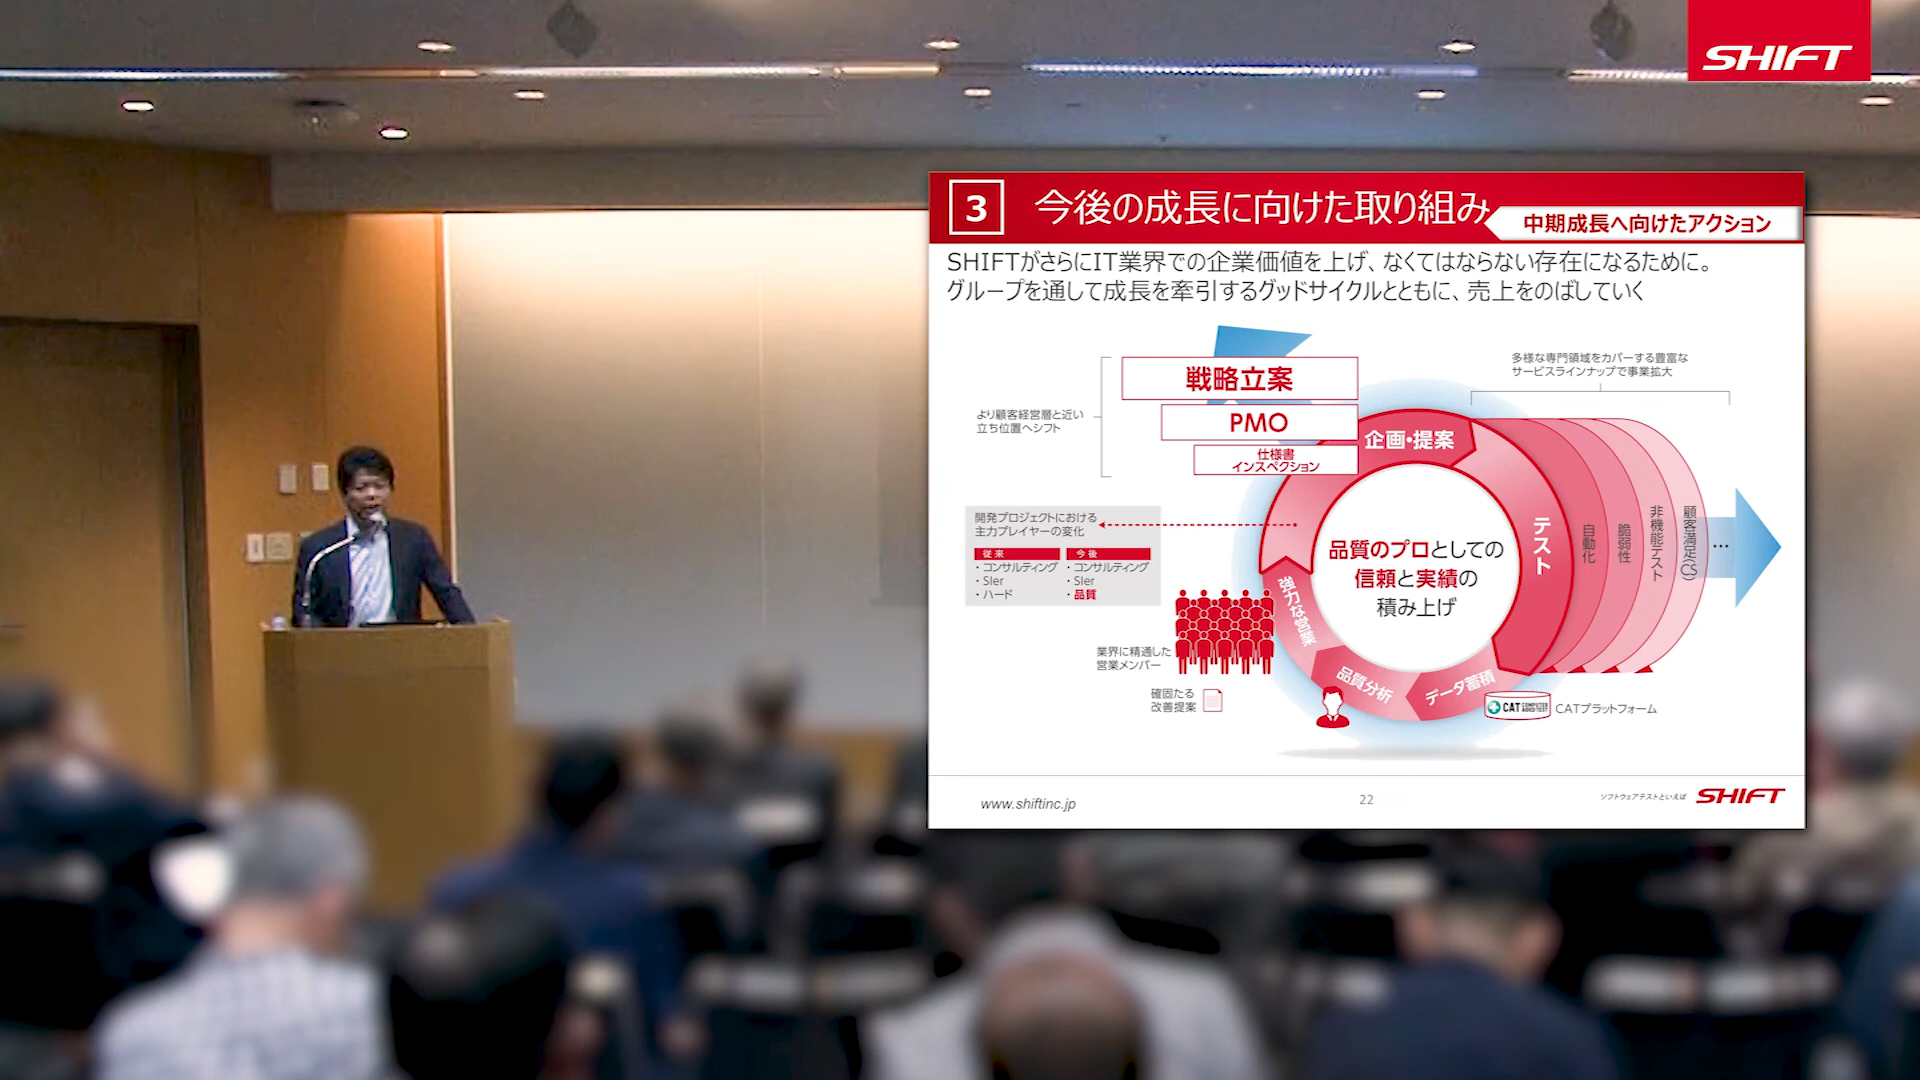 SHIFT
3
今後の成長に向けた取り組み
中期成長へ向けたアクション
SHIFTがさらにIT業界での企業価値を上げ、なくてはならない存在になるために。
グループを通して成長を牽引するグッドサイクルとともに、売上をのばしていく
多様な専門領域をカバーする豊富な
サービスラインナップで事業拡大
より顧客経営層と近い
立ち位置へシフト
戦略立案
PMO
仕様書
インスペクション
企画・提案
テスト
自動化
脆弱性
非機能テスト
顧客満足(CS)
…
開発プロジェクトにおける
主力プレイヤーの変化
従来
・コンサルティング
・SIer
・ハード
今後
・コンサルティング
・SIer
・品質
品質のプロとしての
信頼と実績の
積み上げ
強力な営業
業界に精通した
営業メンバー
品質分析
確固たる
改善提案
データ蓄積
CAT
CATプラットフォーム
www.shiftinc.jp
22
ソフトウェアテストといえば
SHIFT